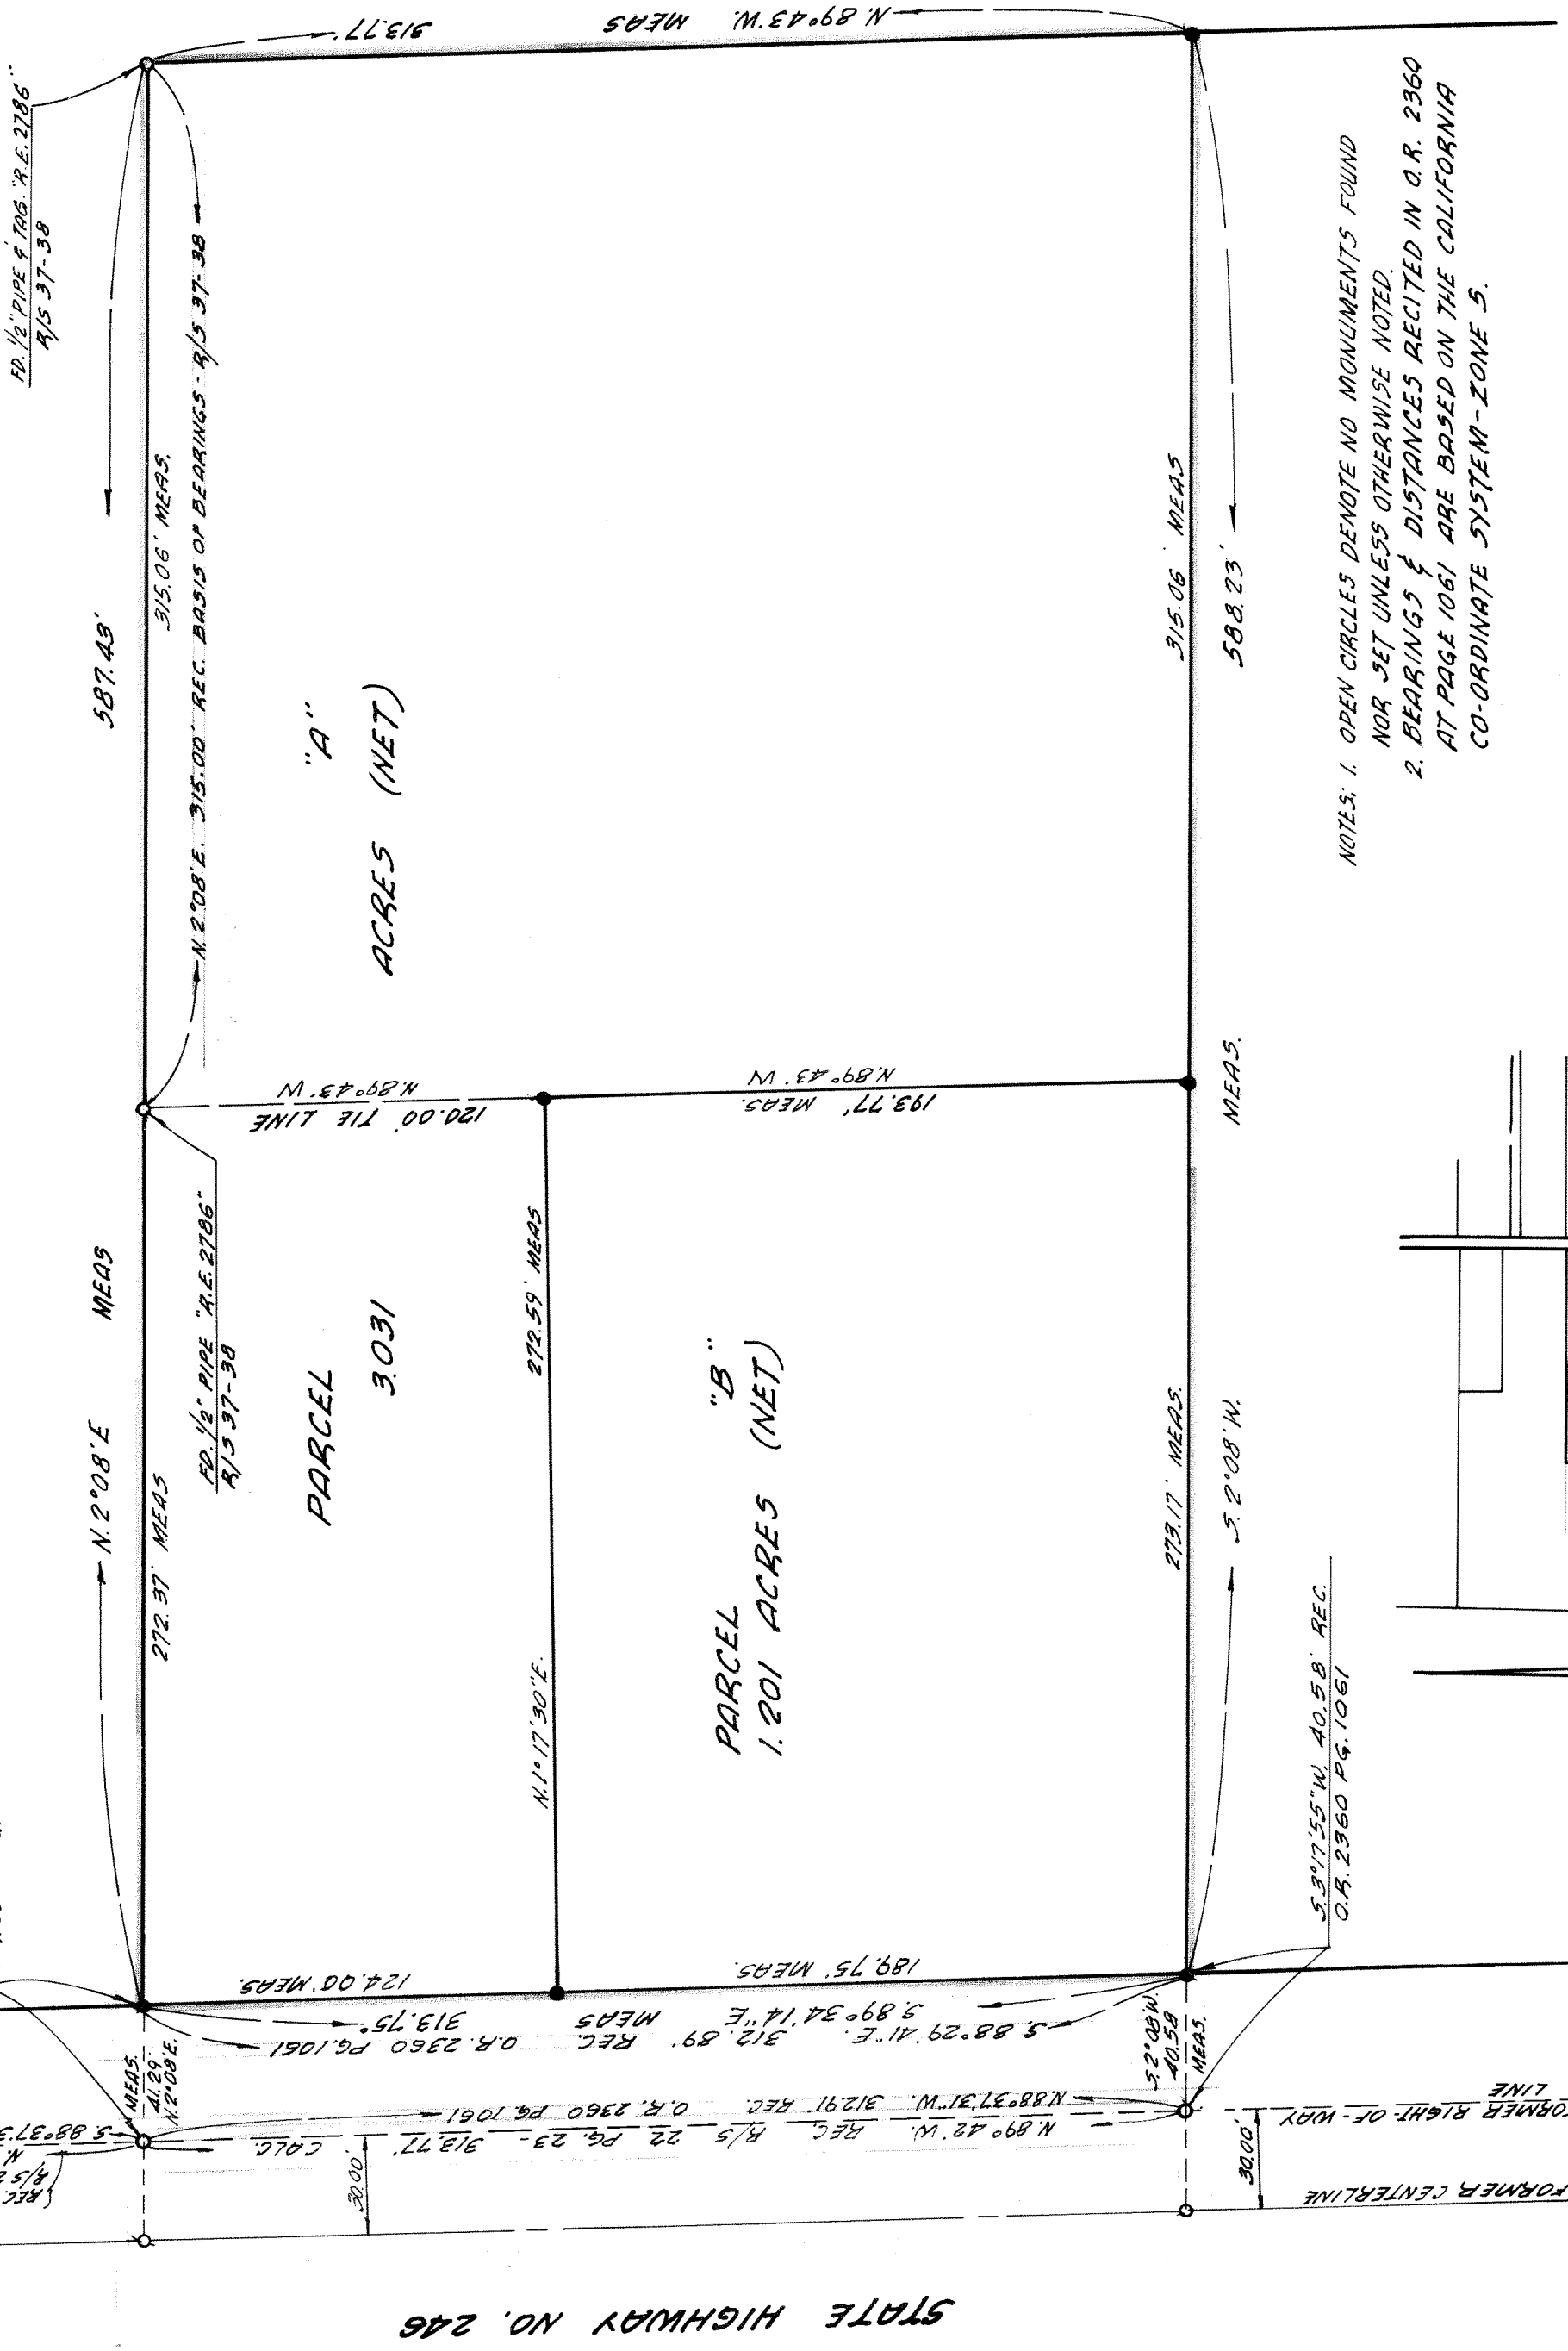 FD. 1/2" PIPE & TAG. "R.E. 2786"
R/S 37-38
313.77'
N. 89°43' W. MEAS
N. 2°08' E MEAS 587.43'
272.37' MEAS
315.06' MEAS.
N. 2°08' E. 315.00' REC. BASIS OF BEARINGS - R/S 37-38
FD. 1/2" PIPE "R.E. 2786"
R/S 37-38
PARCEL "A"
3.031 ACRES (NET)
120.00' TIE LINE
N. 89°43' W
193.77' MEAS.
N. 89°43' W
N. 1°17'30" E. 272.59' MEAS
PARCEL "B"
1.201 ACRES (NET)
273.17' MEAS.
315.06' MEAS
S. 2°08' W. MEAS. 588.23'
124.00' MEAS.
189.75' MEAS.
S. 89°34'14" E MEAS 313.75'
S. 88°29'41" E. 312.89' REC. O.R. 2360 PG. 1061
N. 88°37'31" W. 312.91' REC. O.R. 2360 PG. 1061
N. 89°42' W. REC. R/S 22 PG. 23 - 313.77' CALC.
MEAS.
41.29'
N. 2°08' E.
S. 2°08' W.
40.58'
MEAS.
S. 3°17'55" W. 40.58' REC.
O.R. 2360 PG. 1061
S 88°37'3
N.
R/S 2
REC
30.00'
30.00'
FORMER RIGHT-OF-WAY
LINE
FORMER CENTERLINE
STATE HIGHWAY NO. 246
NOTES: 1. OPEN CIRCLES DENOTE NO MONUMENTS FOUND
NOR SET UNLESS OTHERWISE NOTED.
2. BEARINGS & DISTANCES RECITED IN O.R. 2360
AT PAGE 1061 ARE BASED ON THE CALIFORNIA
CO-ORDINATE SYSTEM-ZONE 5.